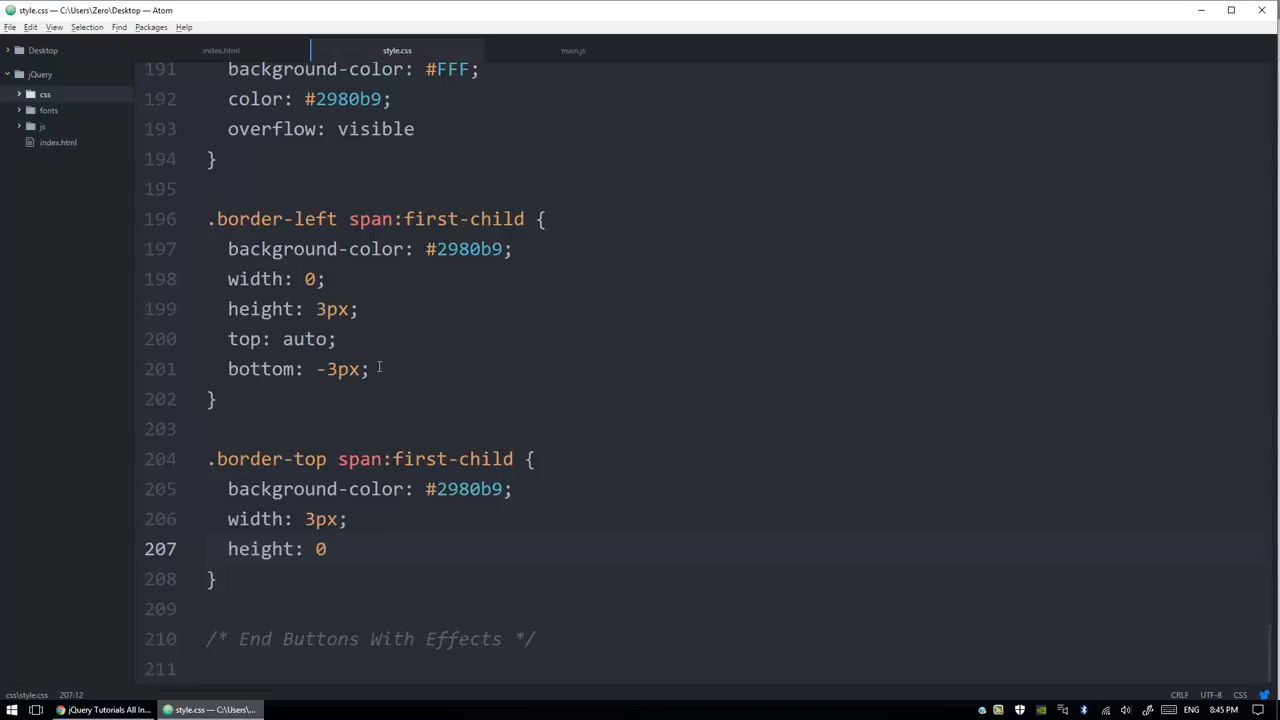 style.css — C:\Users\Zero\Desktop — Atom
File Edit View Selection Find Packages Help
Desktop
jQuery
css
fonts
js
index.html
index.html style.css main.js
191 background-color: #FFF;
192 color: #2980b9;
193 overflow: visible
194 }
195
196 .border-left span:first-child {
197 background-color: #2980b9;
198 width: 0;
199 height: 3px;
200 top: auto;
201 bottom: -3px;
202 }
203
204 .border-top span:first-child {
205 background-color: #2980b9;
206 width: 3px;
207 height: 0
208 }
209
210 /* End Buttons With Effects */
211
css\style.css 207:12 CRLF UTF-8 CSS
jQuery Tutorials All In... style.css — C:\Users\... ENG 8:45 PM